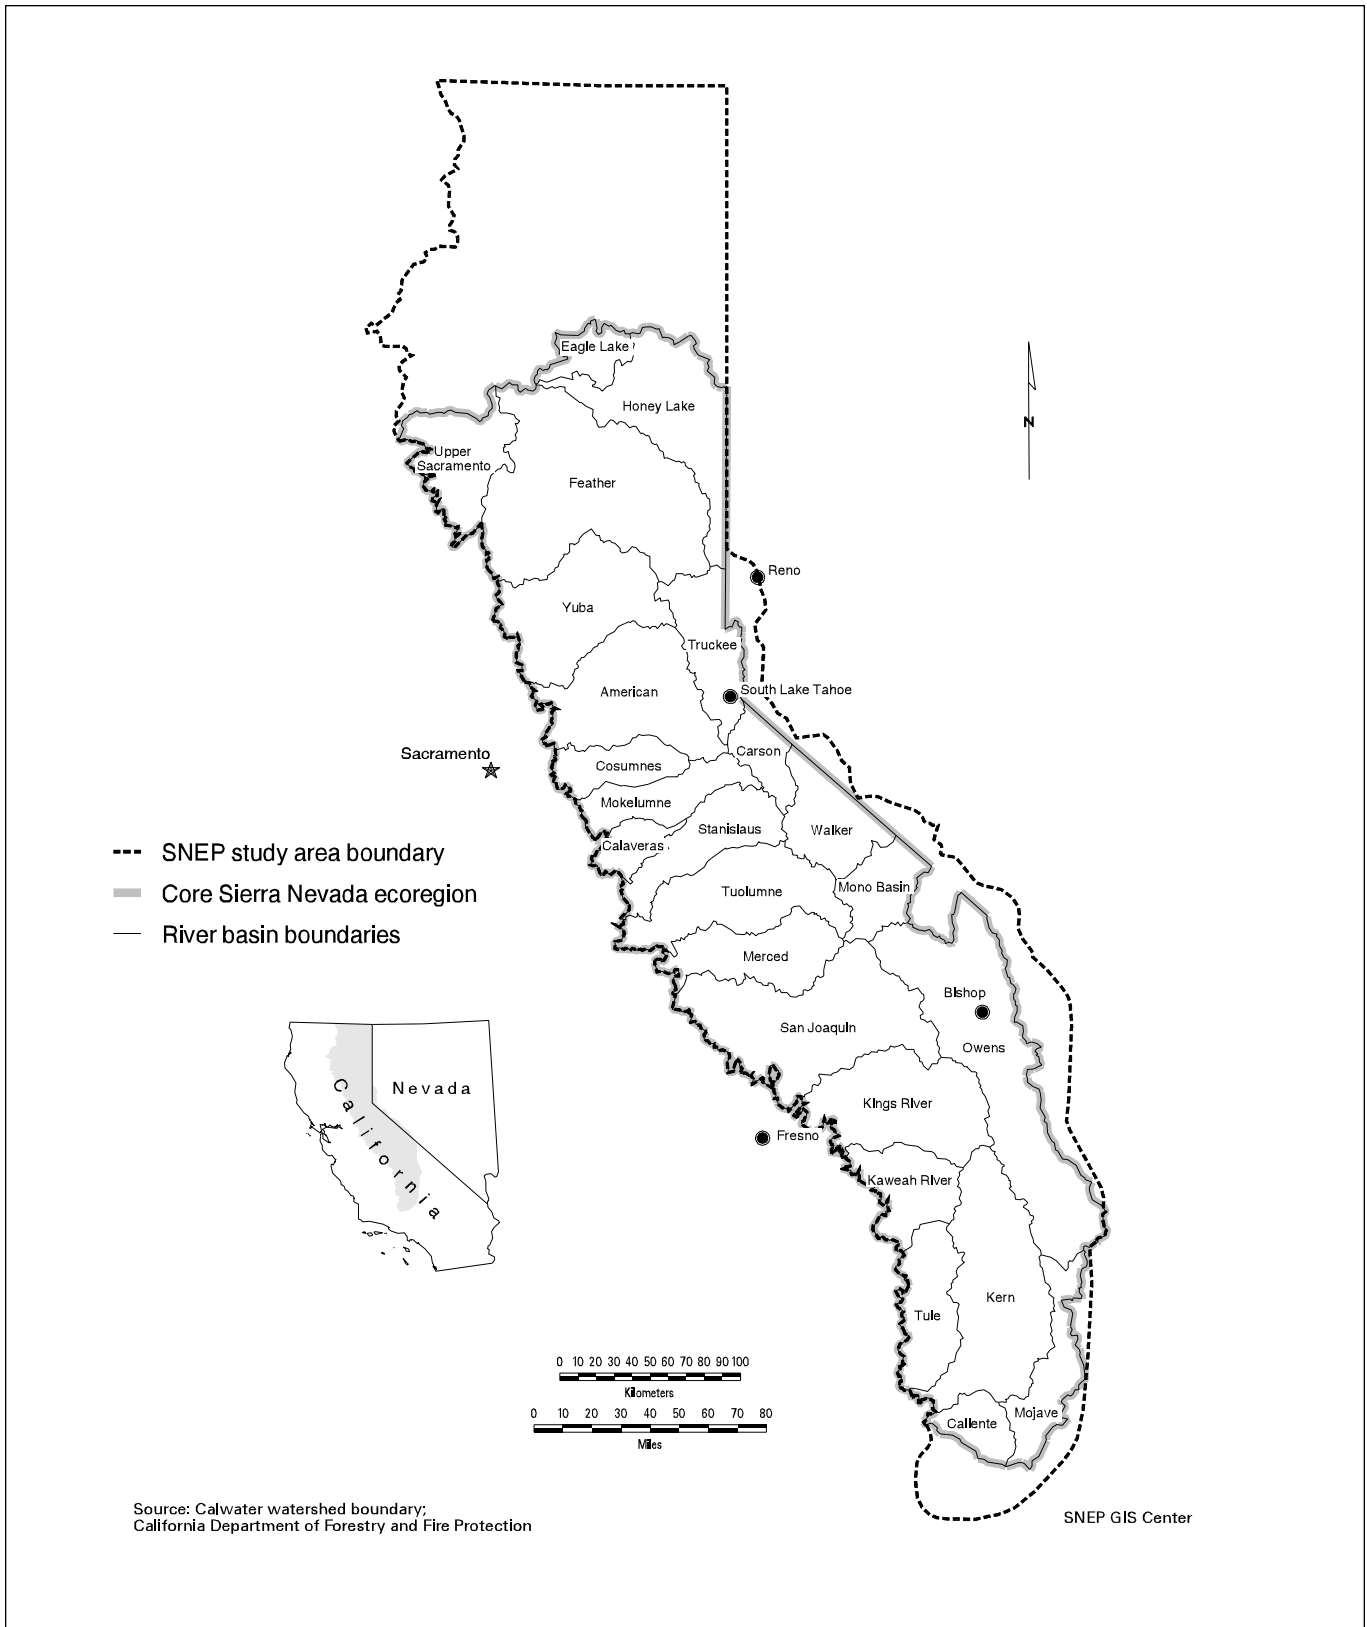 Eagle Lake
Honey Lake
N
Upper
Sacramento
Feather
Reno
Yuba
Truckee
American
South Lake Tahoe
Sacramento
Carson
Cosumnes
Mokelumne
Stanislaus
Walker
Calaveras
SNEP study area boundary
Tuolumne
Mono Basin
Core Sierra Nevada ecoregion
River basin boundaries
Merced
Bishop
San Joaquin
Owens
Nevada
California
Kings River
Fresno
Kaweah River
Kern
Tule
0 10 20 30 40 50 60 70 80 90 100
Kilometers
Mojave
Callente
0 10 20 30 40 50 60 70 80
Miles
Source: Calwater watershed boundary;
California Department of Forestry and Fire Protection
SNEP GIS Center